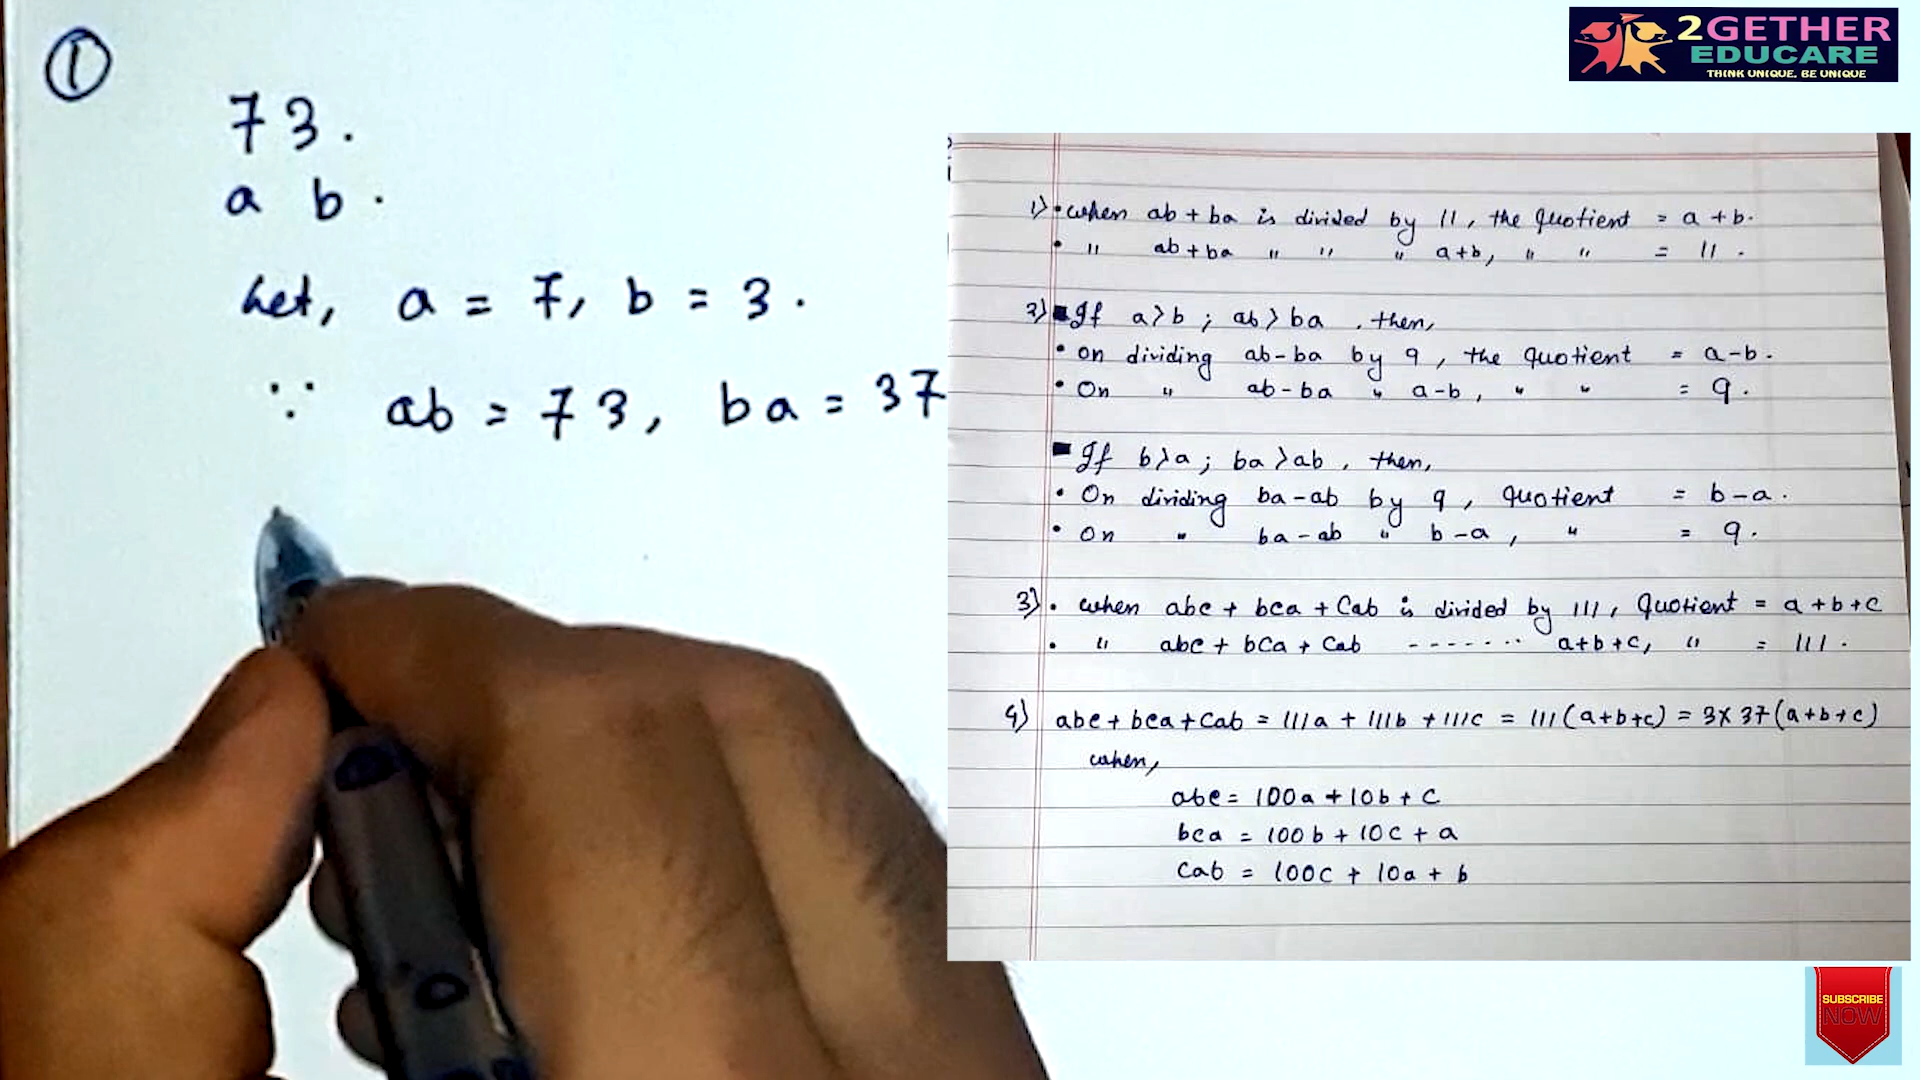 ①
73.
a b.
Let, a = 7, b = 3.
∵ ab = 73, ba = 37
2GETHER
EDUCARE
THINK UNIQUE. BE UNIQUE
1) • when ab + ba is divided by 11, the quotient = a + b.
• " ab + ba " " " a+b, " " = 11.
2) ▪ If a > b ; ab > ba , then,
• On dividing ab - ba by 9, the quotient = a - b.
• On " ab - ba " a - b, " " = 9.
▪ If b > a ; ba > ab , then,
• On dividing ba - ab by 9, quotient = b - a.
• On " ba - ab " b - a, " = 9.
3) • when abc + bca + cab is divided by 111, quotient = a + b + c
• " abc + bca + cab ------- a+b+c, " = 111.
4) abc + bca + cab = 111a + 111b + 111c = 111(a+b+c) = 3×37(a+b+c)
when,
abc = 100a + 10b + c
bca = 100b + 10c + a
cab = 100c + 10a + b
SUBSCRIBE
NOW